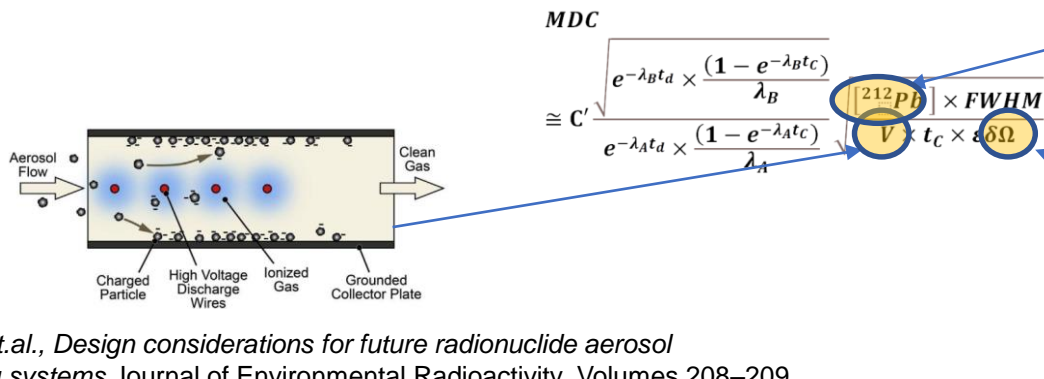 MDC
≅ C′ √(e^{-λ_B t_d} × (1 − e^{-λ_B t_C}) / λ_B) / (e^{-λ_A t_d} × (1 − e^{-λ_A t_C}) / λ_A) √([²¹²Pb] × FWHM / (V × t_C × εδΩ))
Aerosol
Flow
Clean
Gas
Charged
Particle
High Voltage
Discharge
Wires
Ionized
Gas
Grounded
Collector Plate
t.al., Design considerations for future radionuclide aerosol
systems Journal of Environmental Radioactivity, Volumes 208–209